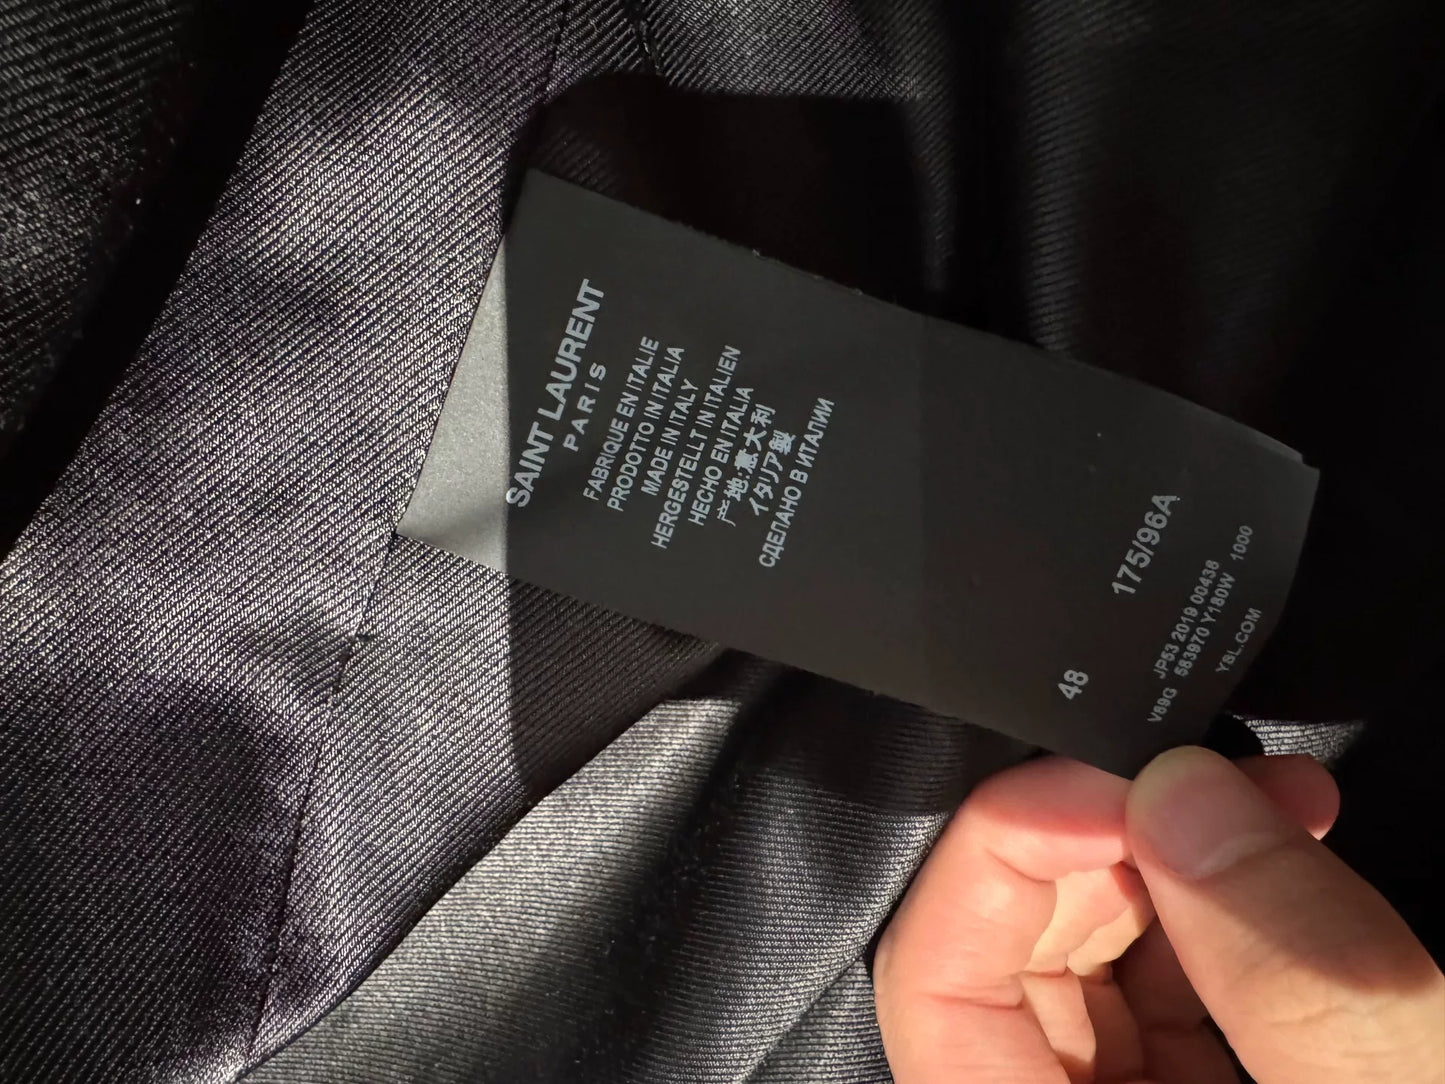 SAINT LAURENT
PARIS
FABRIQUE EN ITALIE
PRODOTTO IN ITALIA
MADE IN ITALY
HERGESTELLT IN ITALIEN
HECHO EN ITALIA
产地:意大利
イタリア製
СДЕЛАНО В ИТАЛИИ
48 175/96A
JP53 2019 00436
V89G 563970 Y180W 1000
YSL.COM